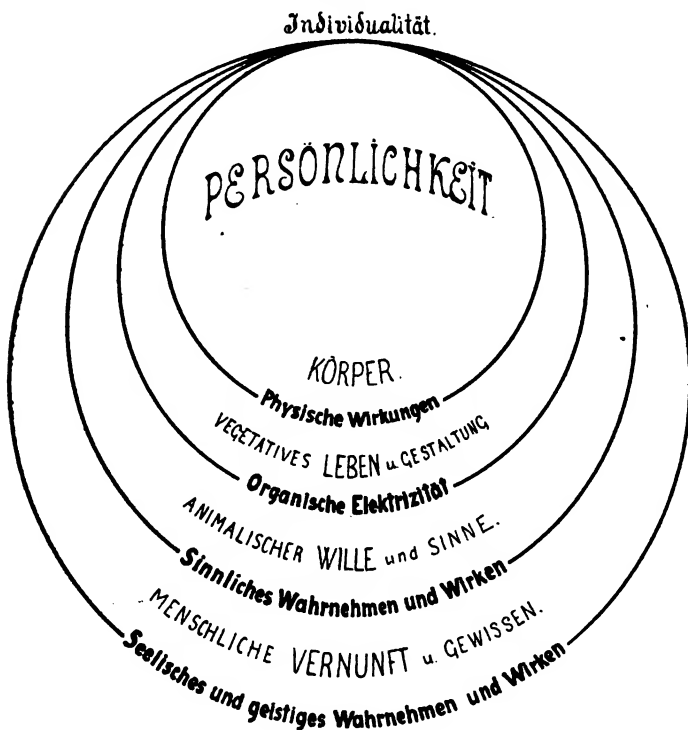 Individualität.
PERSÖNLICHKEIT
KÖRPER.
Physische Wirkungen
VEGETATIVES LEBEN u. GESTALTUNG
Organische Elektrizität
ANIMALISCHER WILLE und SINNE.
Sinnliches Wahrnehmen und Wirken
MENSCHLICHE VERNUNFT u. GEWISSEN.
Seelisches und geistiges Wahrnehmen und Wirken